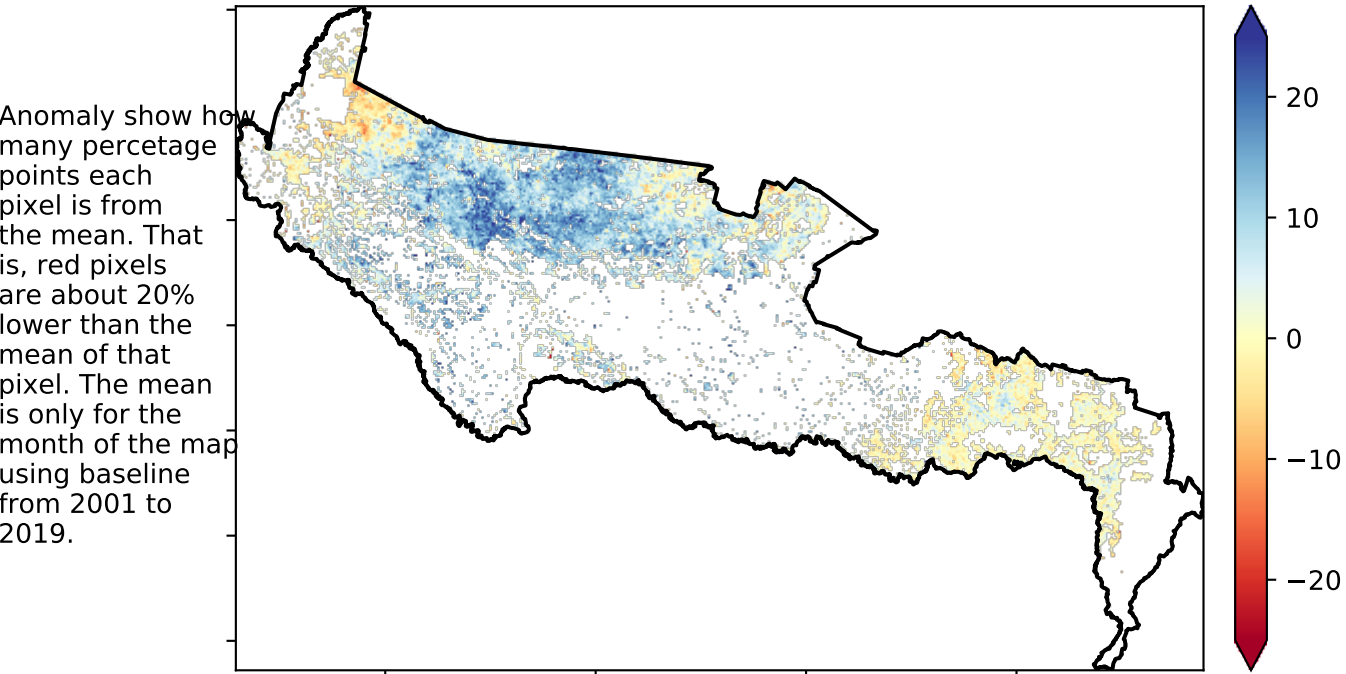 Anomaly show how
many percetage
points each
pixel is from
the mean. That
is, red pixels
are about 20%
lower than the
mean of that
pixel. The mean
is only for the
month of the map
using baseline
from 2001 to
2019.
20
10
0
−10
−20